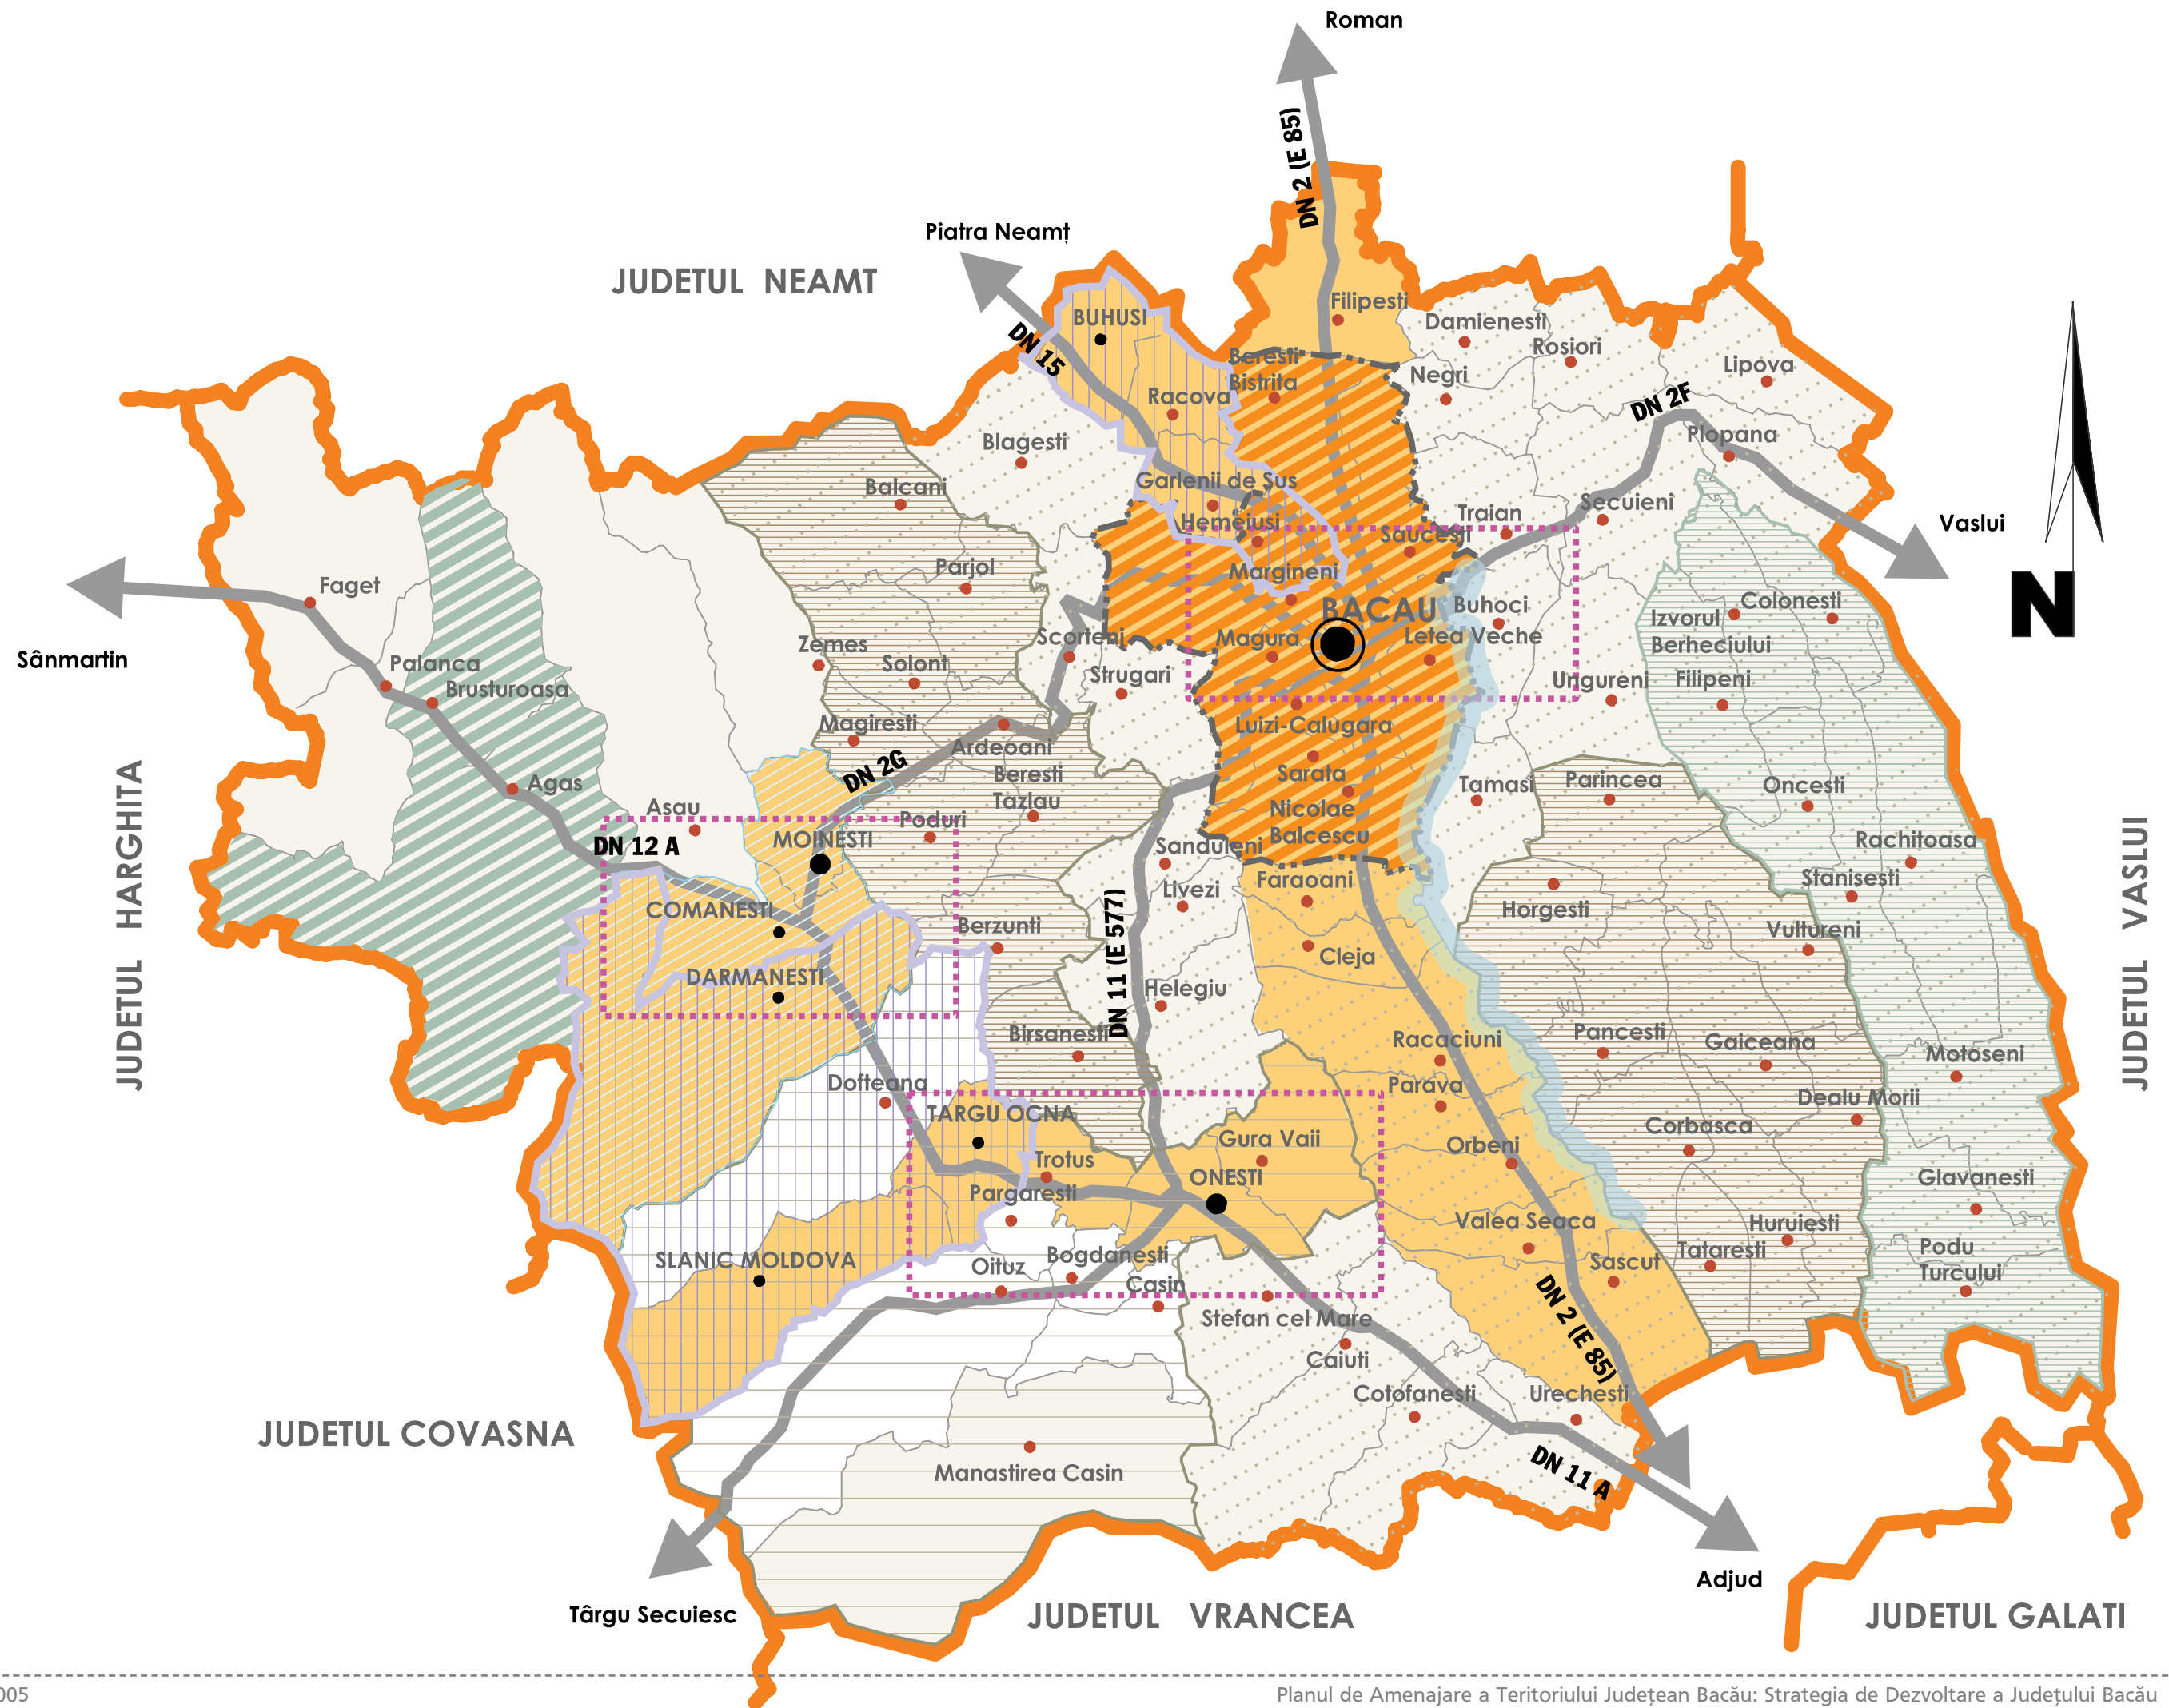 Roman
DN 2 (E 85)
Piatra Neamț
JUDETUL NEAMT
Filipesti
BUHUSI
Damienesti
DN 15
Rosiori
Beresti
Bistrita
Lipova
Negri
Racova
DN 2F
Plopana
Blagesti
Garlenii de Sus
Balcani
Secuieni
Traian
Vaslui
Hemeiusi
Saucesti
Parjol
Margineni
Faget
N
BACAU
Buhoci
Colonesti
Izvorul
Berheciului
Scorteni
Magura
Letea Veche
Zemes
Sânmartin
Palanca
Solont
Strugari
Ungureni
Filipeni
Brusturoasa
Magiresti
Luizi-Calugara
Ardeoani
DN 2G
Beresti
Tazlau
Sarata
Tamasi
Parincea
Oncesti
Agas
Asau
Nicolae
Balcescu
Poduri
DN 12 A
MOINESTI
Sanduleni
Rachitoasa
JUDETUL HARGHITA
JUDETUL VASLUI
Livezi
Faraoani
Stanisesti
COMANESTI
Horgesti
Berzunti
Vultureni
DN 11 (E 577)
Cleja
DARMANESTI
Helegiu
Birsanesti
Racaciuni
Pancesti
Gaiceana
Motoseni
Dofteana
Parava
Dealu Morii
TARGU OCNA
Gura Vaii
Corbasca
Orbeni
Trotus
ONESTI
Glavanesti
Pargaresti
Valea Seaca
Huruiesti
Podu
Turcului
SLANIC MOLDOVA
Oituz
Bogdanesti
Sascut
Tataresti
Casin
Stefan cel Mare
DN 2 (E 85)
Caiuti
Cotofanesti
Urechesti
JUDETUL COVASNA
Manastirea Casin
DN 11 A
Adjud
Târgu Secuiesc
JUDETUL VRANCEA
JUDETUL GALATI
005
Planul de Amenajare a Teritoriului Județean Bacău: Strategia de Dezvoltare a Județului Bacău